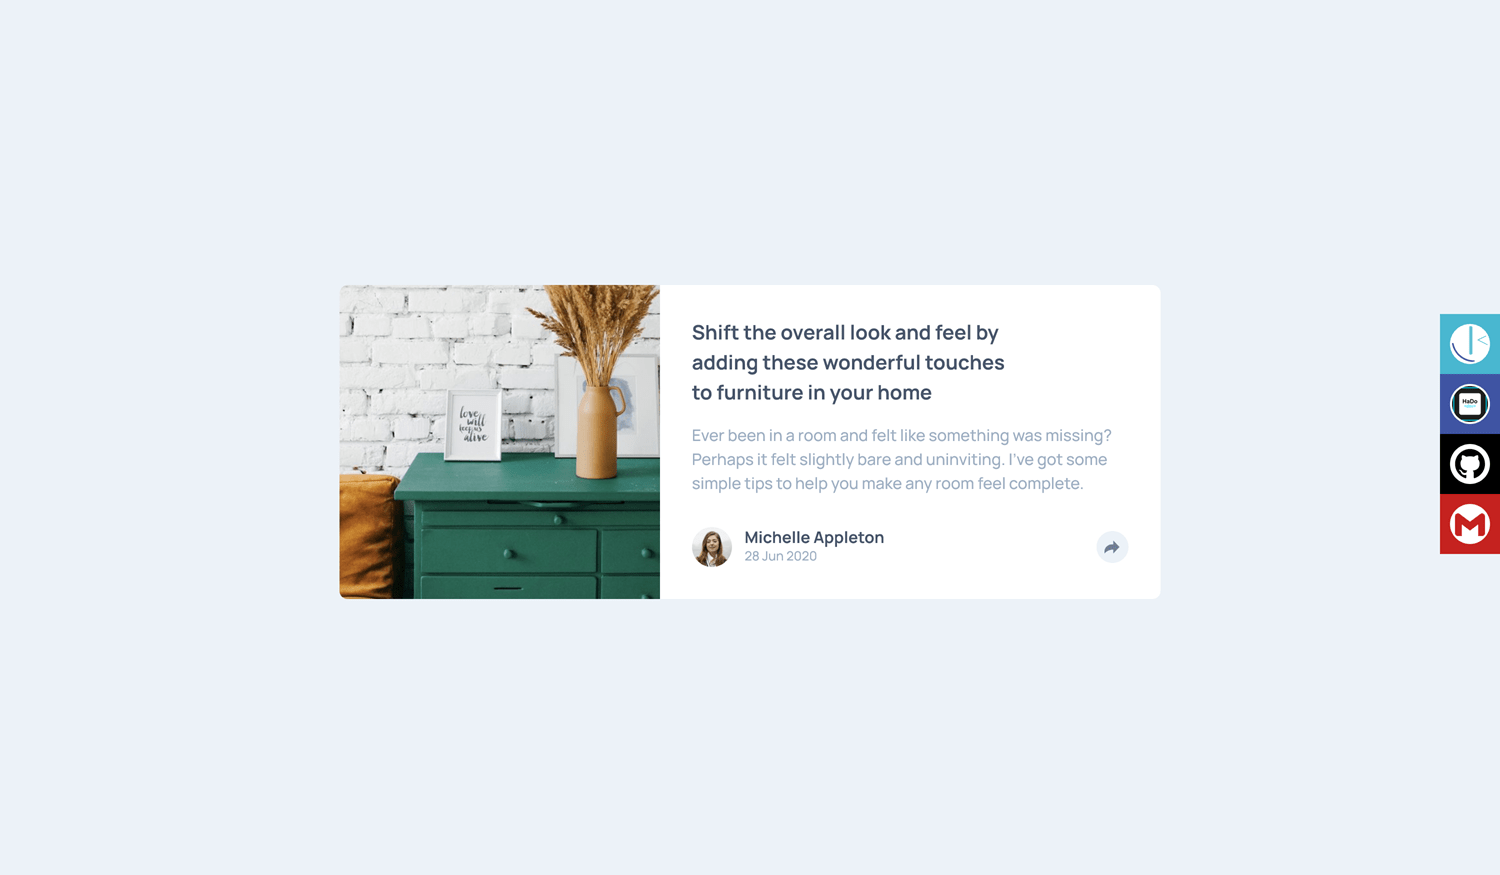 Shift the overall look and feel by
adding these wonderful touches
to furniture in your home
Ever been in a room and felt like something was missing?
Perhaps it felt slightly bare and uninviting. I've got some
simple tips to help you make any room feel complete.
Michelle Appleton
28 Jun 2020
love
will
keep us
alive
HaDo